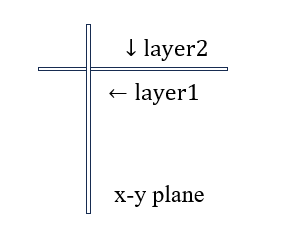 ↓ layer2
← layer1
x-y plane